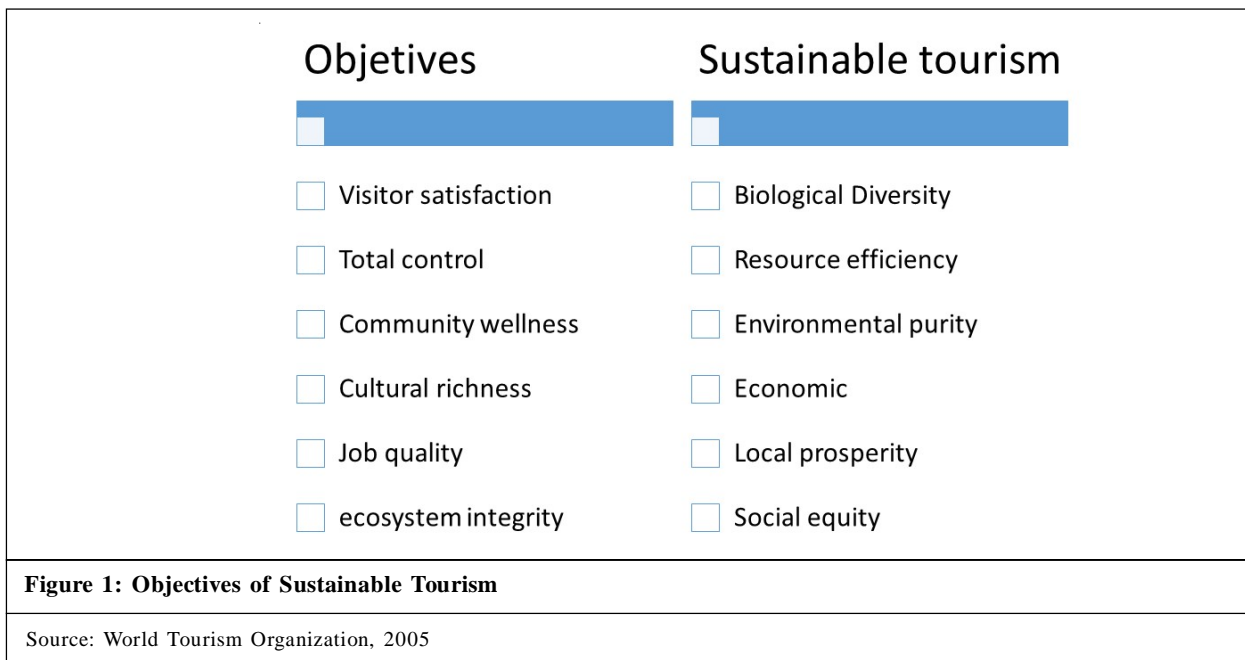 Objetives
Visitor satisfaction
Total control
Community wellness
Cultural richness
Job quality
ecosystem integrity
Sustainable tourism
Biological Diversity
Resource efficiency
Environmental purity
Economic
Local prosperity
Social equity
Figure 1: Objectives of Sustainable Tourism
Source: World Tourism Organization, 2005